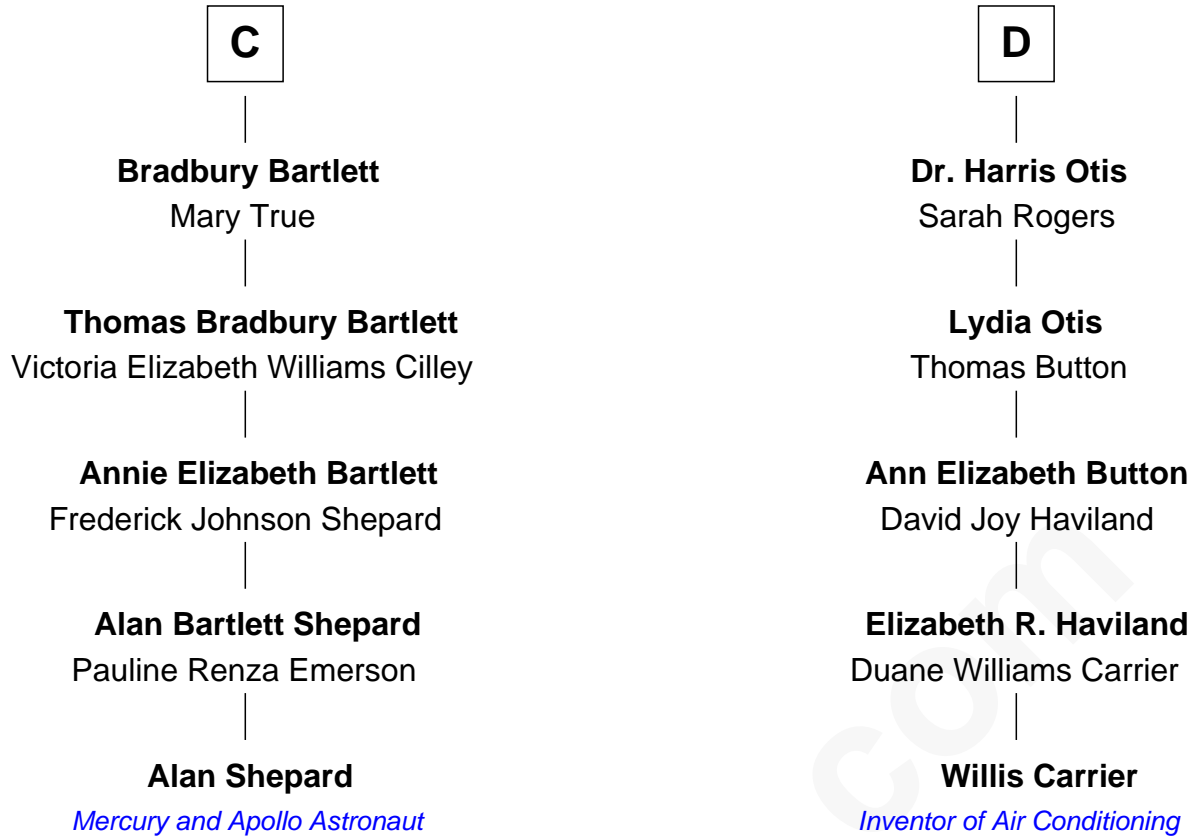 C
Bradbury Bartlett
Mary True
Thomas Bradbury Bartlett
Victoria Elizabeth Williams Cilley
Annie Elizabeth Bartlett
Frederick Johnson Shepard
Alan Bartlett Shepard
Pauline Renza Emerson
Alan Shepard
Mercury and Apollo Astronaut
D
Dr. Harris Otis
Sarah Rogers
Lydia Otis
Thomas Button
Ann Elizabeth Button
David Joy Haviland
Elizabeth R. Haviland
Duane Williams Carrier
Willis Carrier
Inventor of Air Conditioning
com